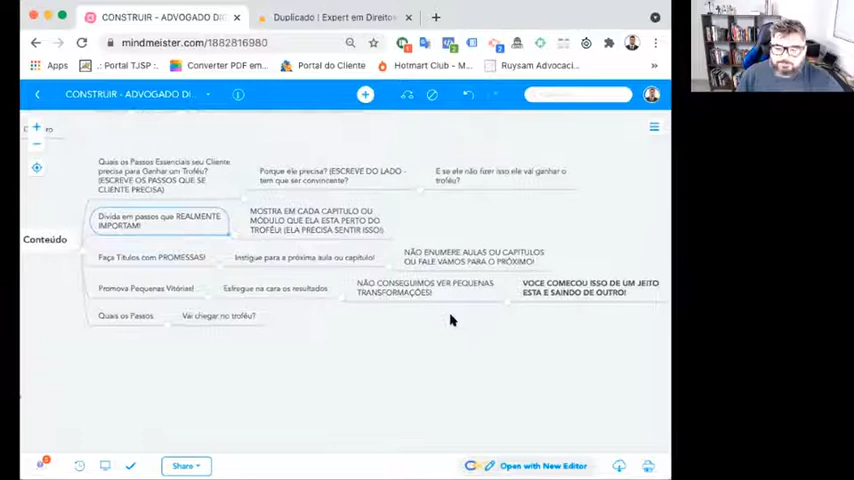 CONSTRUIR - ADVOGADO DI
Duplicado | Expert em Direito
mindmeister.com/1882816980
Apps
.: Portal TJSP :.
Converter PDF em...
Portal do Cliente
Hotmart Club - M...
Ruysam Advocaci...
CONSTRUIR - ADVOGADO DI...
Quais os Passos Essenciais seu Cliente
precisa para Ganhar um Troféu?
(ESCREVE OS PASSOS QUE SE
CLIENTE PRECISA)
Porque ele precisa? (ESCREVE DO LADO -
tem que ser convincente?
E se ele não fizer isso ele vai ganhar o
troféu?
Divida em passos que REALMENTE
IMPORTAM!
MOSTRA EM CADA CAPITULO OU
MÓDULO QUE ELA ESTA PERTO DO
TROFÉU! (ELA PRECISA SENTIR ISSO!)
Conteúdo
Faça Títulos com PROMESSAS!
Instigue para a próxima aula ou capítulo!
NÃO ENUMERE AULAS OU CAPÍTULOS
OU FALE VAMOS PARA O PRÓXIMO!
Promova Pequenas Vitórias!
Esfregue na cara os resultados
NÃO CONSEGUIMOS VER PEQUENAS
TRANSFORMAÇÕES!
VOCE COMECOU ISSO DE UM JEITO
ESTA E SAINDO DE OUTRO!
Quais os Passos
Vai chegar no troféu?
Share
Open with New Editor